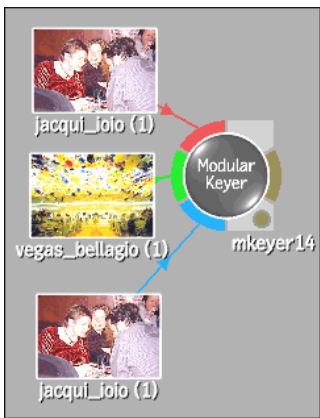 jacqui_ioio (1)
Modular
Keyer
vegas_bellagio (1)
mkeyer14
jacqui_ioio (1)